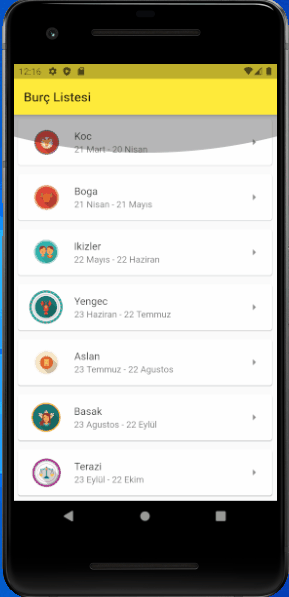 12:16
Burç Listesi
Koc
21 Mart - 20 Nisan
Boga
21 Nisan - 21 Mayıs
Ikizler
22 Mayıs - 22 Haziran
Yengec
23 Haziran - 22 Temmuz
Aslan
23 Temmuz - 22 Agustos
Basak
23 Agustos - 22 Eylül
Terazi
23 Eylül - 22 Ekim